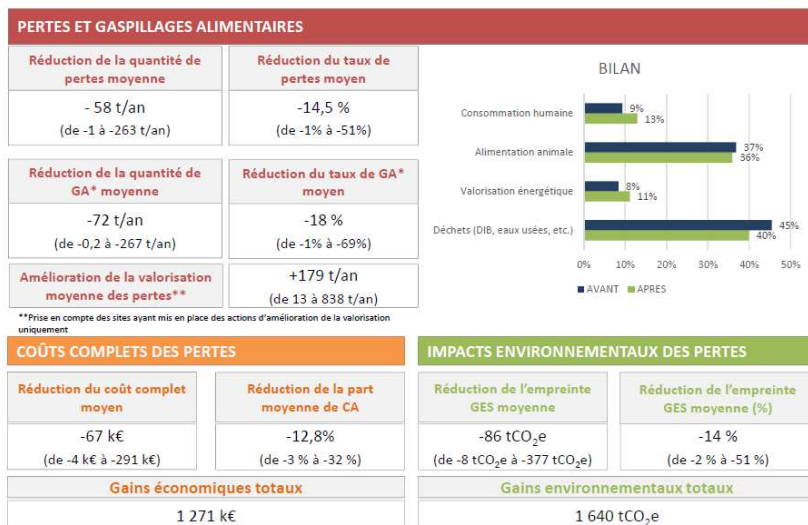 PERTES ET GASPILLAGES ALIMENTAIRES
Réduction de la quantité de
pertes moyenne
- 58 t/an
(de -1 à -263 t/an)
Réduction du taux de
pertes moyen
-14,5 %
(de -1% à -51%)
Réduction de la quantité de
GA* moyenne
-72 t/an
(de -0,2 à -267 t/an)
Réduction du taux de GA*
moyen
-18 %
(de -1% à -69%)
Amélioration de la valorisation
moyenne des pertes**
+179 t/an
(de 13 à 838 t/an)
**Prise en compte des sites ayant mis en place des actions d'amélioration de la valorisation
uniquement
BILAN
Consommation humaine
9%
13%
Alimentation animale
37%
36%
Valorisation énergétique
8%
11%
Déchets (DIB, eaux usées, etc.)
45%
40%
0% 10% 20% 30% 40% 50%
AVANT APRES
COÛTS COMPLETS DES PERTES
Réduction du coût complet
moyen
-67 k€
(de -4 k€ à -291 k€)
Réduction de la part
moyenne de CA
-12,8%
(de -3 % à -32 %)
Gains économiques totaux
1 271 k€
IMPACTS ENVIRONNEMENTAUX DES PERTES
Réduction de l'empreinte
GES moyenne
-86 tCO₂e
(de -8 tCO₂e à -377 tCO₂e)
Réduction de l'empreinte
GES moyenne (%)
-14 %
(de -2 % à -51 %)
Gains environnementaux totaux
1 640 tCO₂e